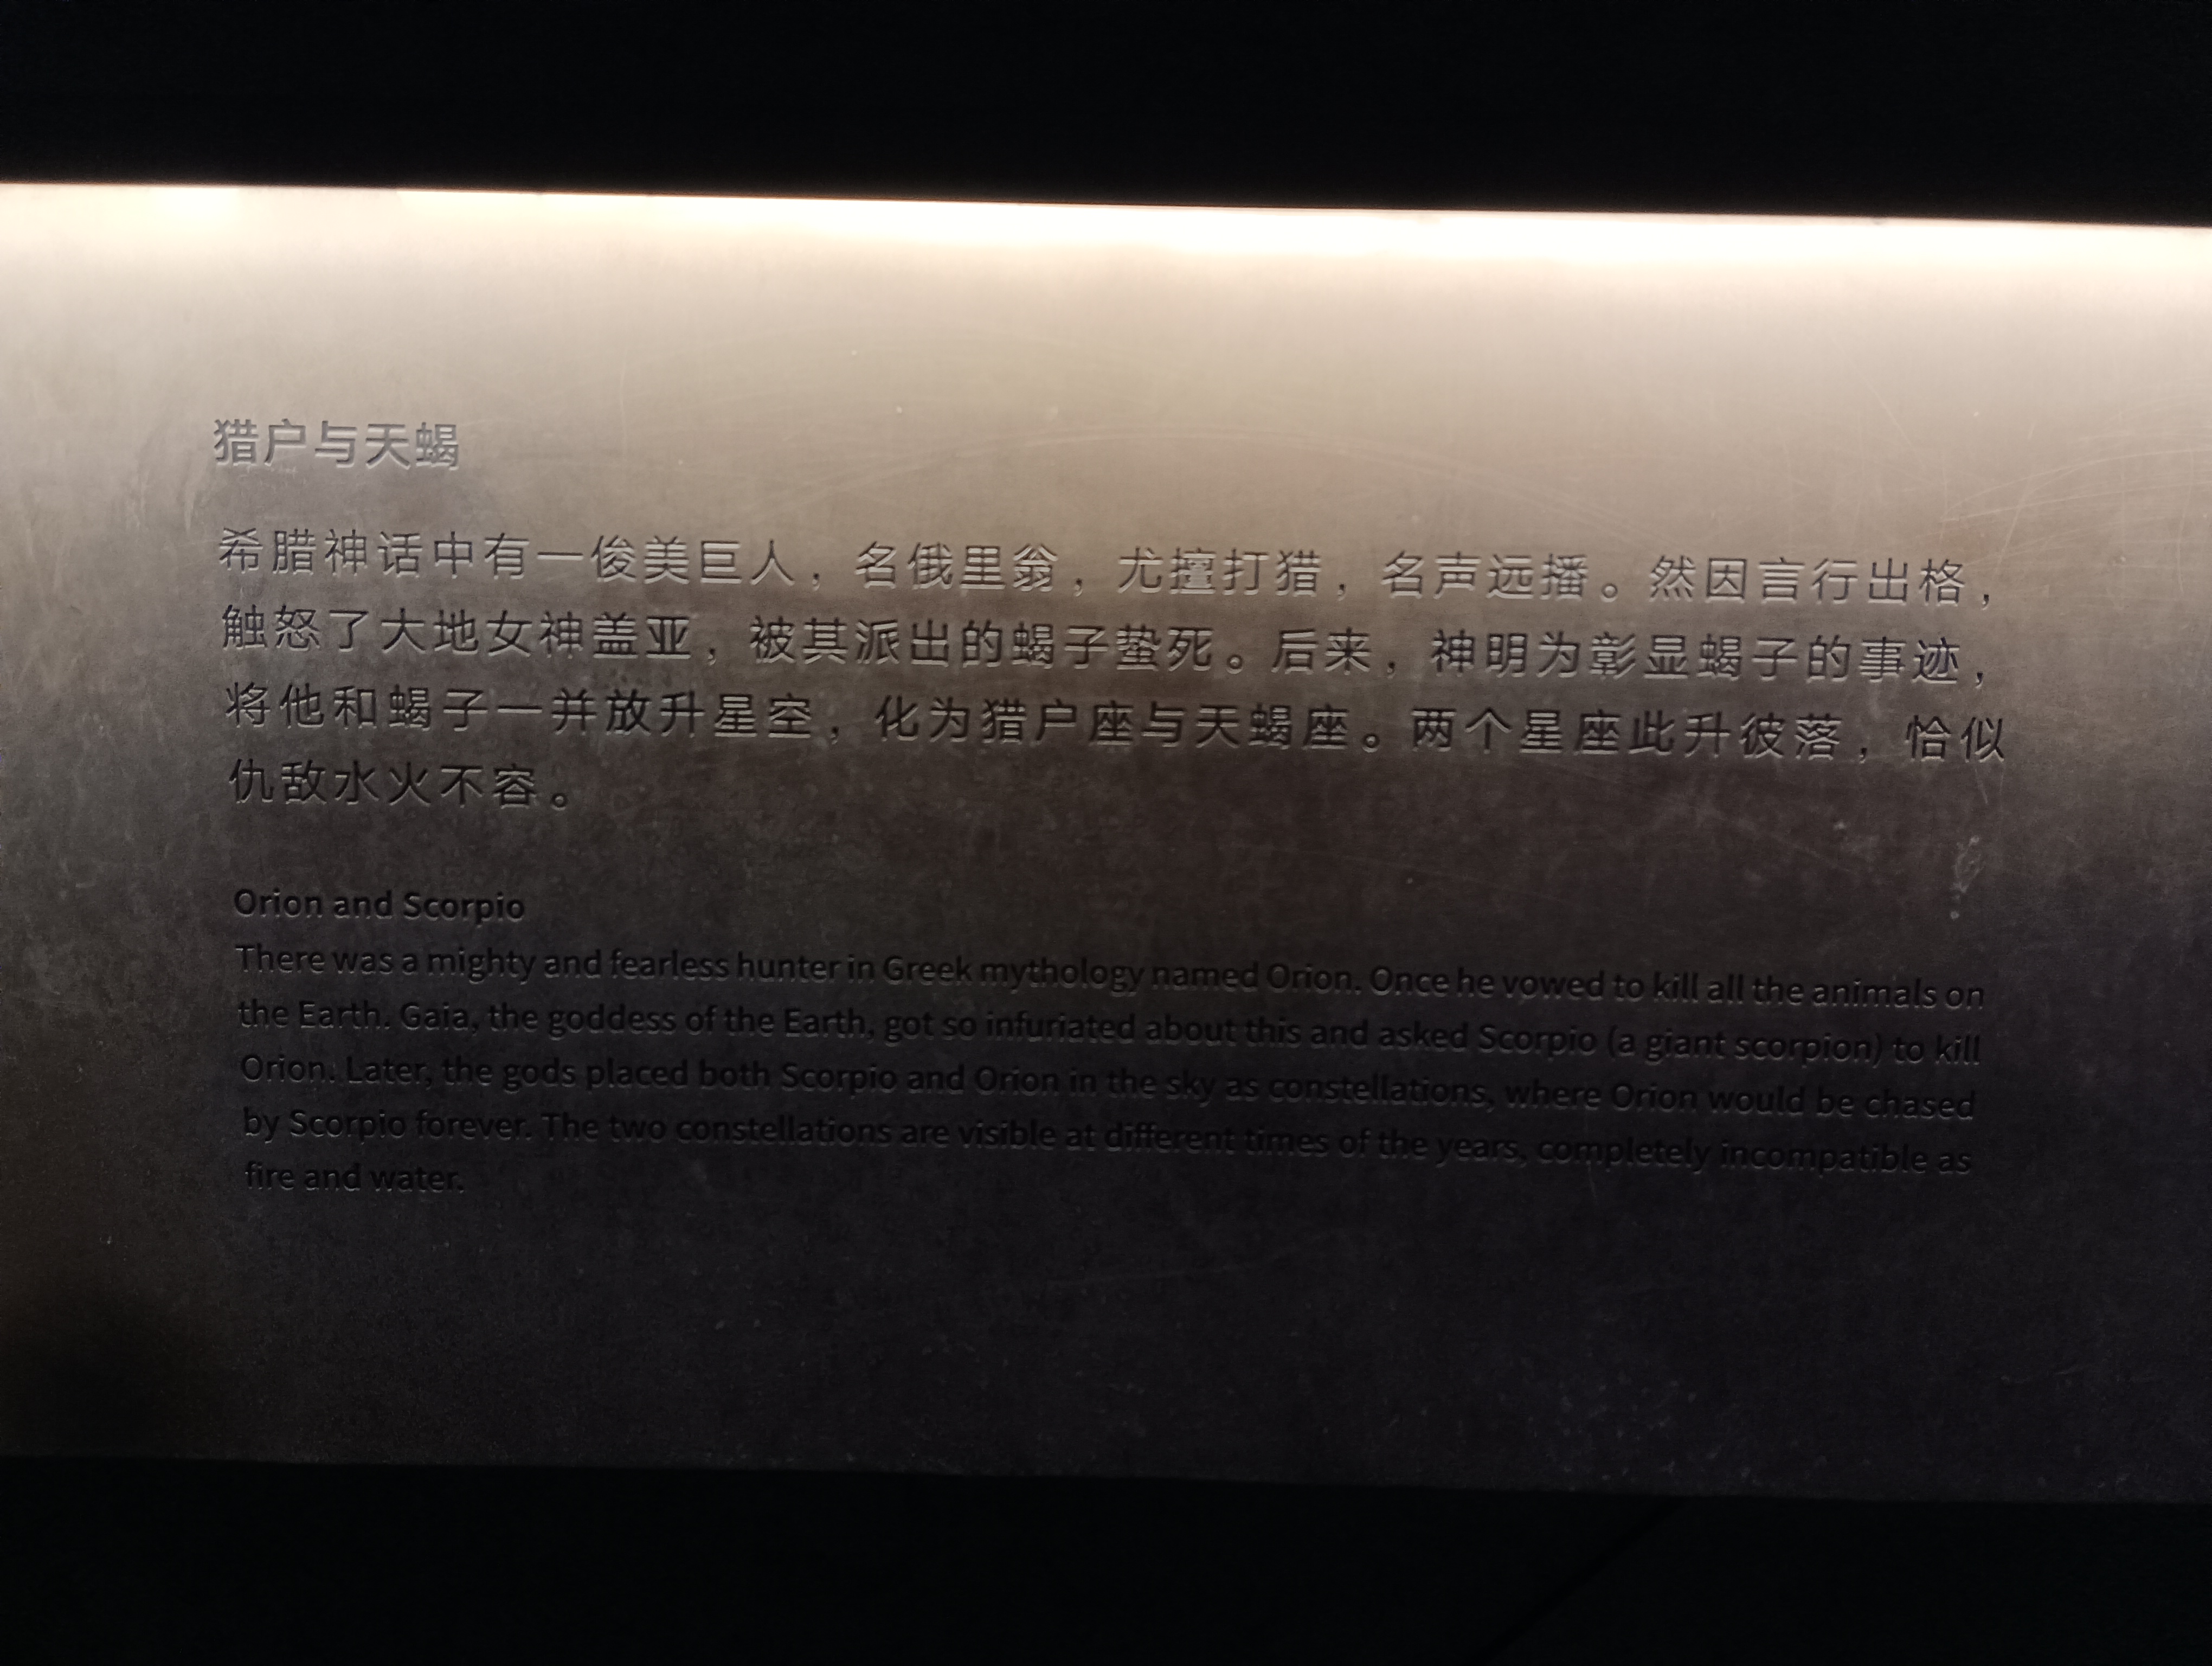 猎户与天蝎
希腊神话中有一俊美巨人，名俄里翁，尤擅打猎，名声远播。然因言行出格，
触怒了大地女神盖亚，被其派出的蝎子蛰死。后来，神明为彰显蝎子的事迹，
将他和蝎子一并放升星空，化为猎户座与天蝎座。两个星座此升彼落，恰似
仇敌水火不容。
Orion and Scorpio
There was a mighty and fearless hunter in Greek mythology named Orion. Once he vowed to kill all the animals on
the Earth. Gaia, the goddess of the Earth, got so infuriated about this and asked Scorpio (a giant scorpion) to kill
Orion. Later, the gods placed both Scorpio and Orion in the sky as constellations, where Orion would be chased
by Scorpio forever. The two constellations are visible at different times of the years, completely incompatible as
fire and water.